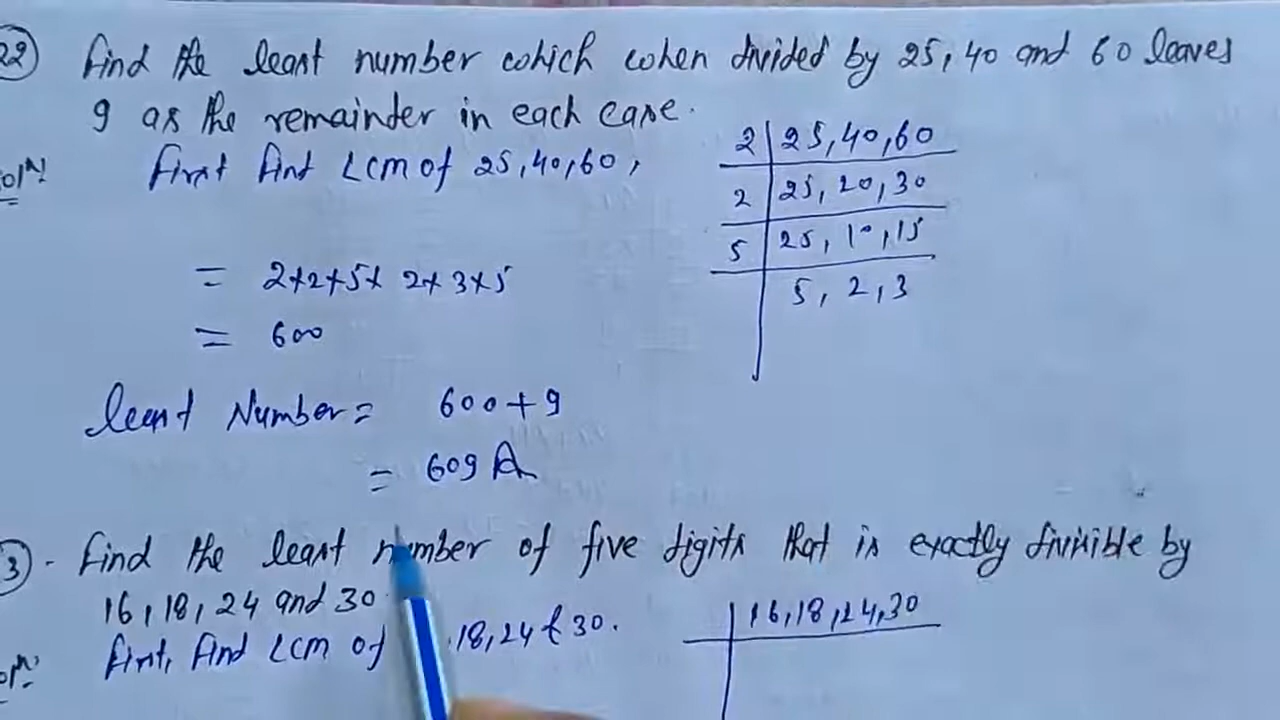 22) Find the least number which when divided by 25, 40 and 60 leaves
9 as the remainder in each case.
First find LCM of 25, 40, 60,
2 | 25, 40, 60
2 | 25, 20, 30
5 | 25, 10, 15
5, 2, 3
= 2×2×5× 2×3×5
= 600
least Number = 600+9
= 609 A
3) - Find the least number of five digits that is exactly divisible by
16, 18, 24 and 30
First, find LCM of 18, 24 & 30.
16, 18, 24, 30